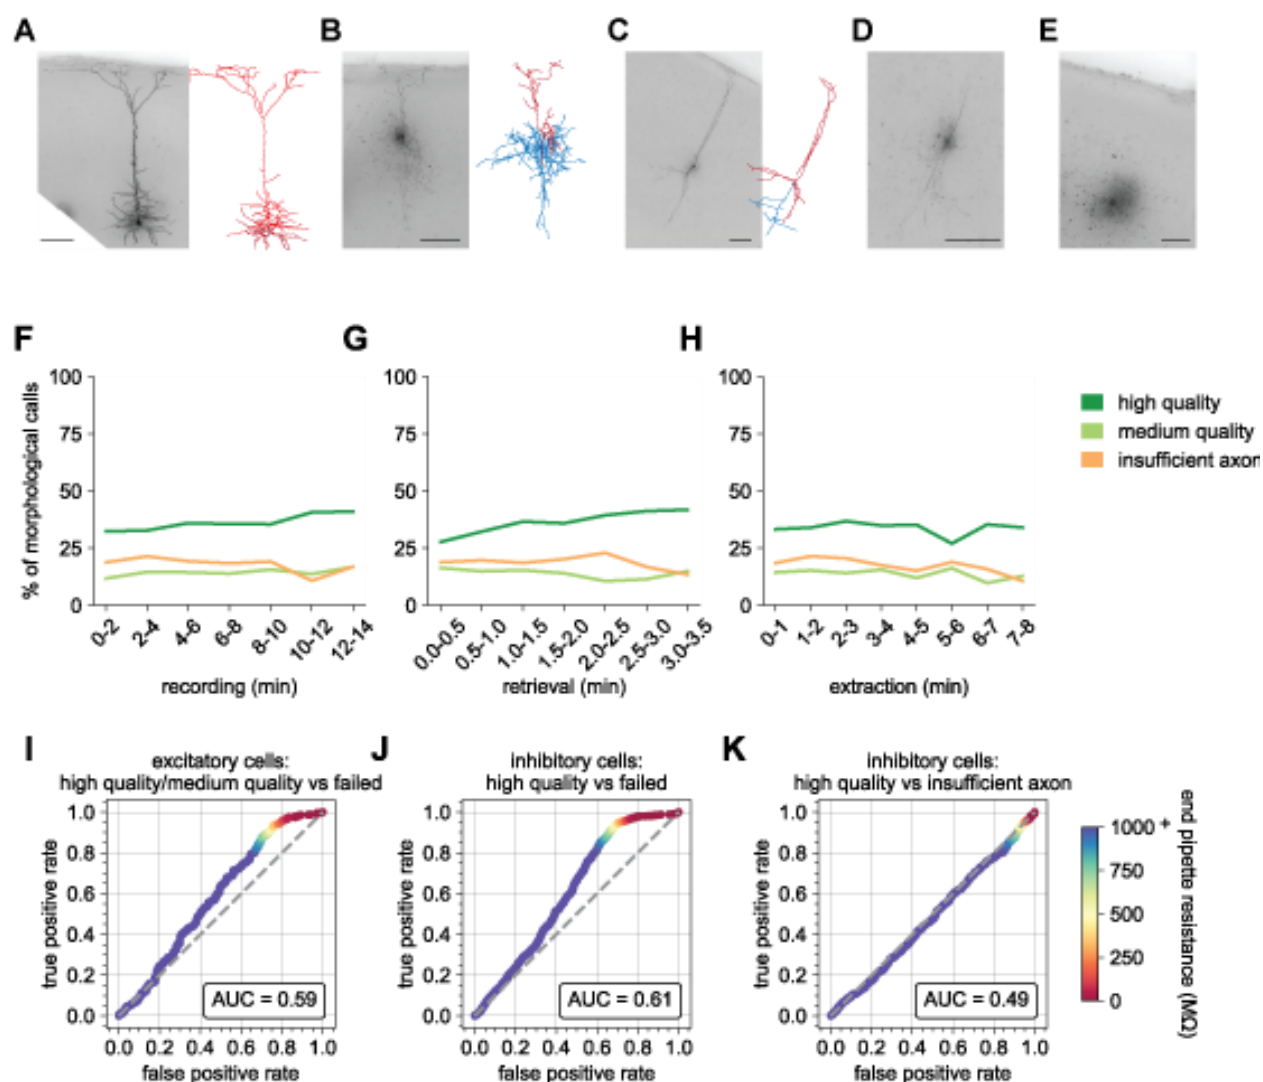 A
B
C
D
E
F
G
H
% of morphological calls
100
75
50
25
0
0-2
2-4
4-6
6-8
8-10
10-12
12-14
recording (min)
100
75
50
25
0
0.0-0.5
0.5-1.0
1.0-1.5
1.5-2.0
2.0-2.5
2.5-3.0
3.0-3.5
retrieval (min)
100
75
50
25
0
0-1
1-2
2-3
3-4
4-5
5-6
6-7
7-8
extraction (min)
high quality
medium quality
insufficient axon
I
excitatory cells:
high quality/medium quality vs failed
true positive rate
1.0
0.8
0.6
0.4
0.2
0.0
AUC = 0.59
0.0 0.2 0.4 0.6 0.8 1.0
false positive rate
J
inhibitory cells:
high quality vs failed
true positive rate
1.0
0.8
0.6
0.4
0.2
0.0
AUC = 0.61
0.0 0.2 0.4 0.6 0.8 1.0
false positive rate
K
inhibitory cells:
high quality vs insufficient axon
true positive rate
1.0
0.8
0.6
0.4
0.2
0.0
AUC = 0.49
0.0 0.2 0.4 0.6 0.8 1.0
false positive rate
1000 +
750
500
250
0
end pipette resistance (MΩ)